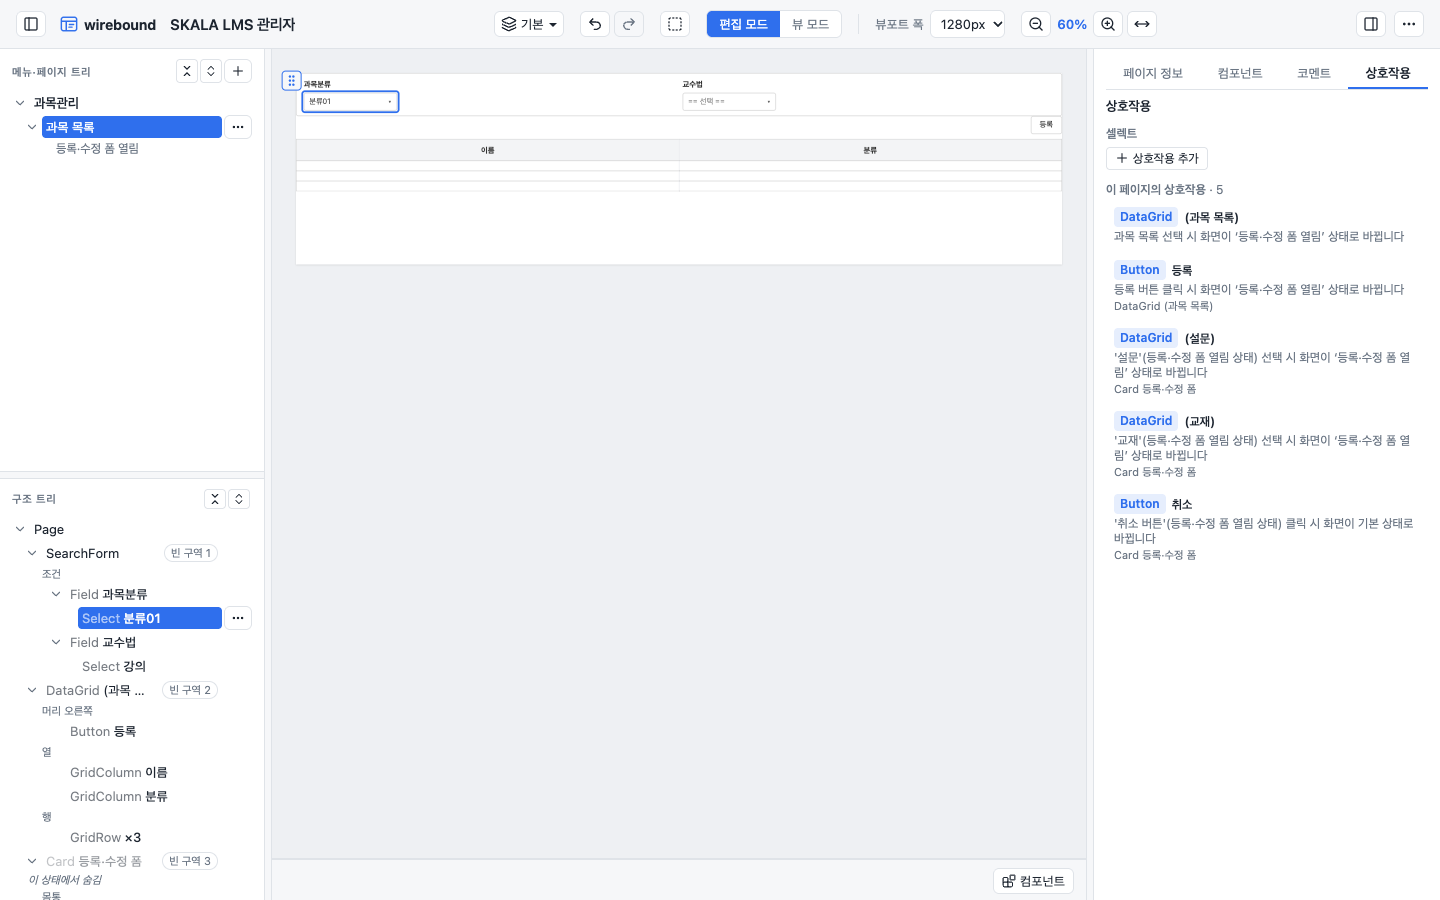 wirebound SKALA LMS 관리자
기본
편집 모드 뷰 모드
뷰포트 폭 1280px
60%
메뉴·페이지 트리
과목관리
과목 목록
등록·수정 폼 열림
구조 트리
Page
SearchForm 빈 구역 1
조건
Field 과목분류
Select 분류01
Field 교수법
Select 강의
DataGrid (과목 ... 빈 구역 2
머리 오른쪽
Button 등록
열
GridColumn 이름
GridColumn 분류
행
GridRow ×3
Card 등록·수정 폼 빈 구역 3
이 상태에서 숨김
몸통
과목분류 교수법
분류01 == 선택 ==
등록
이름 분류
컴포넌트
페이지 정보 컴포넌트 코멘트 상호작용
상호작용
셀렉트
상호작용 추가
이 페이지의 상호작용 · 5
DataGrid (과목 목록)
과목 목록 선택 시 화면이 ‘등록·수정 폼 열림’ 상태로 바뀝니다
Button 등록
등록 버튼 클릭 시 화면이 ‘등록·수정 폼 열림’ 상태로 바뀝니다
DataGrid (과목 목록)
DataGrid (설문)
'설문'(등록·수정 폼 열림 상태) 선택 시 화면이 ‘등록·수정 폼 열
림’ 상태로 바뀝니다
Card 등록·수정 폼
DataGrid (교재)
'교재'(등록·수정 폼 열림 상태) 선택 시 화면이 ‘등록·수정 폼 열
림’ 상태로 바뀝니다
Card 등록·수정 폼
Button 취소
'취소 버튼'(등록·수정 폼 열림 상태) 클릭 시 화면이 기본 상태로
바뀝니다
Card 등록·수정 폼